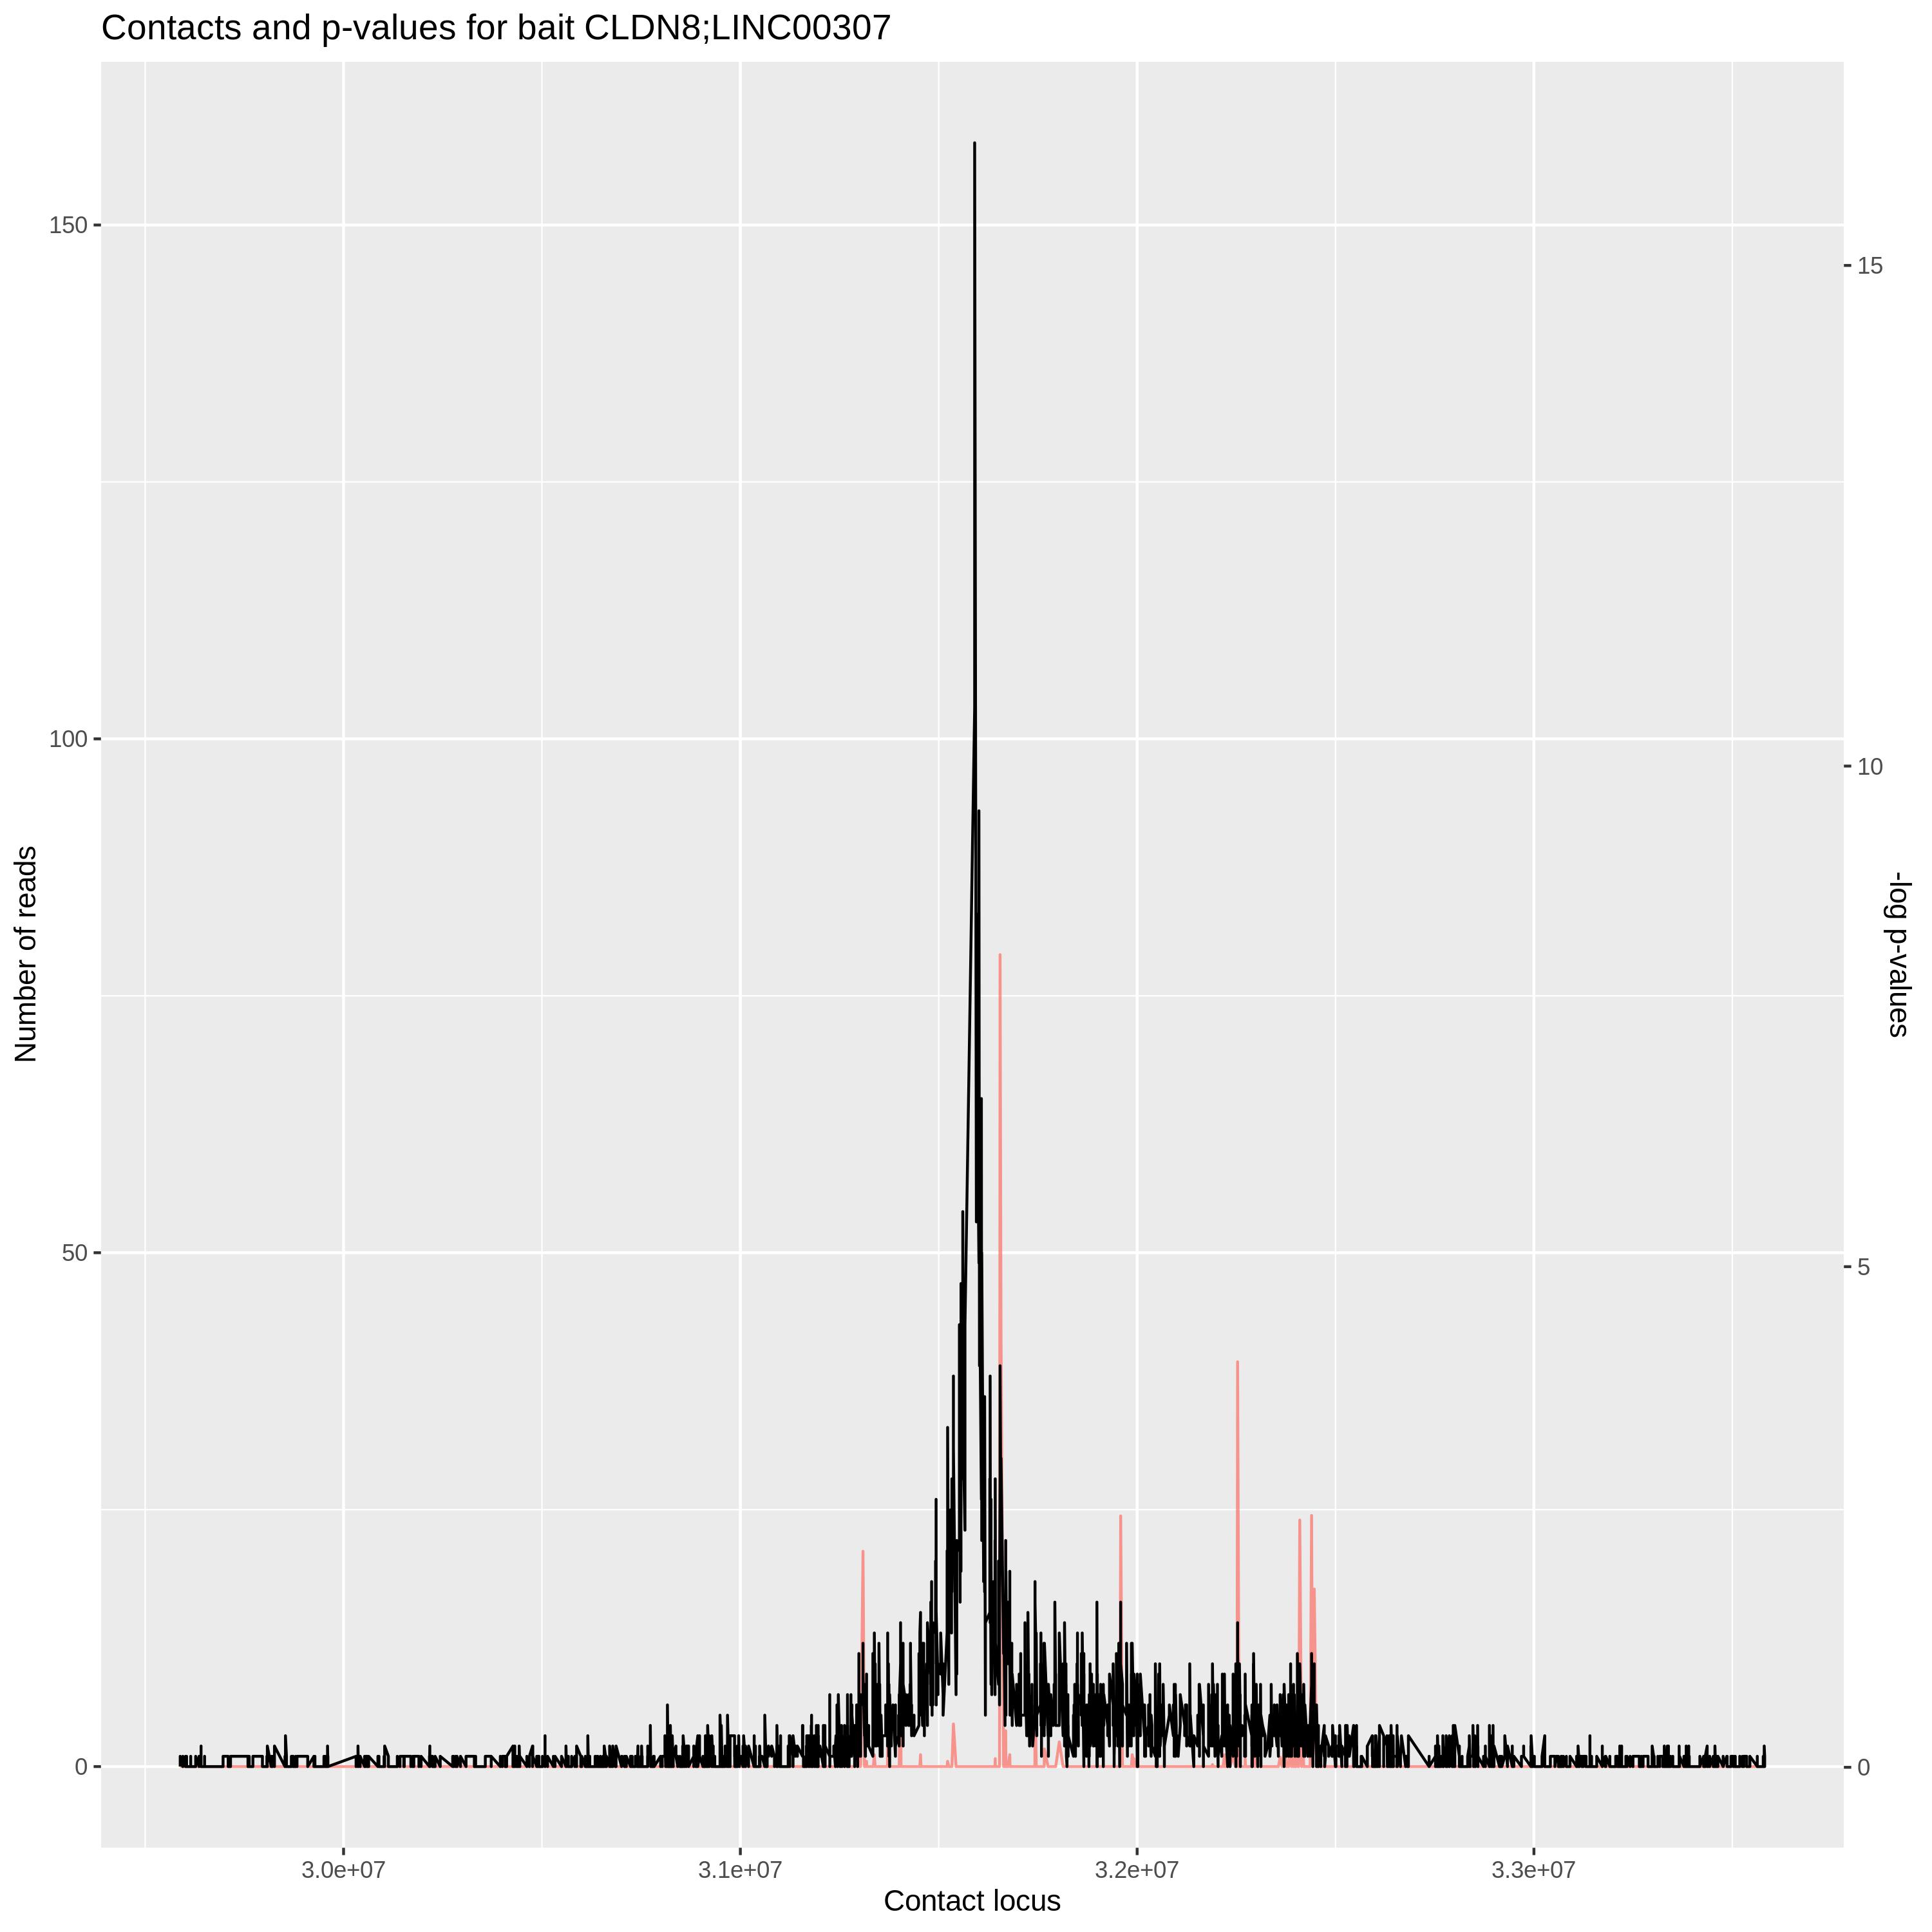 Contacts and p-values for bait CLDN8;LINC00307
150
100
50
0
Number of reads
15
10
5
0
-log p-values
3.0e+07
3.1e+07
3.2e+07
3.3e+07
Contact locus